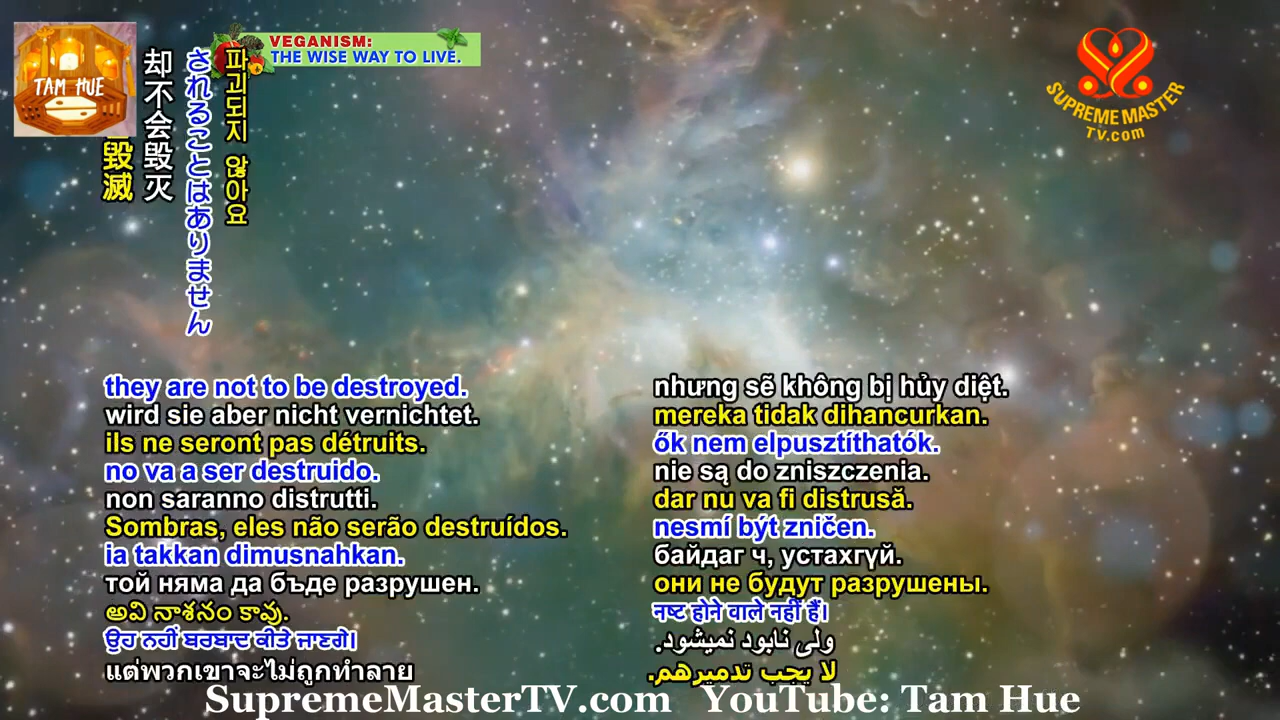 TAM HUE
VEGANISM:
THE WISE WAY TO LIVE.
SUPREME MASTER
TV.com
파괴되지 않아요
されることはありません
却不会毁灭
毀滅
they are not to be destroyed.
wird sie aber nicht vernichtet.
ils ne seront pas détruits.
no va a ser destruido.
non saranno distrutti.
Sombras, eles não serão destruídos.
ia takkan dimusnahkan.
той няма да бъде разрушен.
అవి నాశనం కావు.
ਉਹ ਨਹੀਂ ਬਰਬਾਦ ਕੀਤੇ ਜਾਣਗੇ।
แต่พวกเขาจะไม่ถูกทำลาย
nhưng sẽ không bị hủy diệt.
mereka tidak dihancurkan.
ők nem elpusztíthatók.
nie są do zniszczenia.
dar nu va fi distrusă.
nesmí být zničen.
байдаг ч, устахгүй.
они не будут разрушены.
नष्ट होने वाले नहीं हैं।
ولی نابود نمیشود.
لا يجب تدميرهم.
SupremeMasterTV.com YouTube: Tam Hue